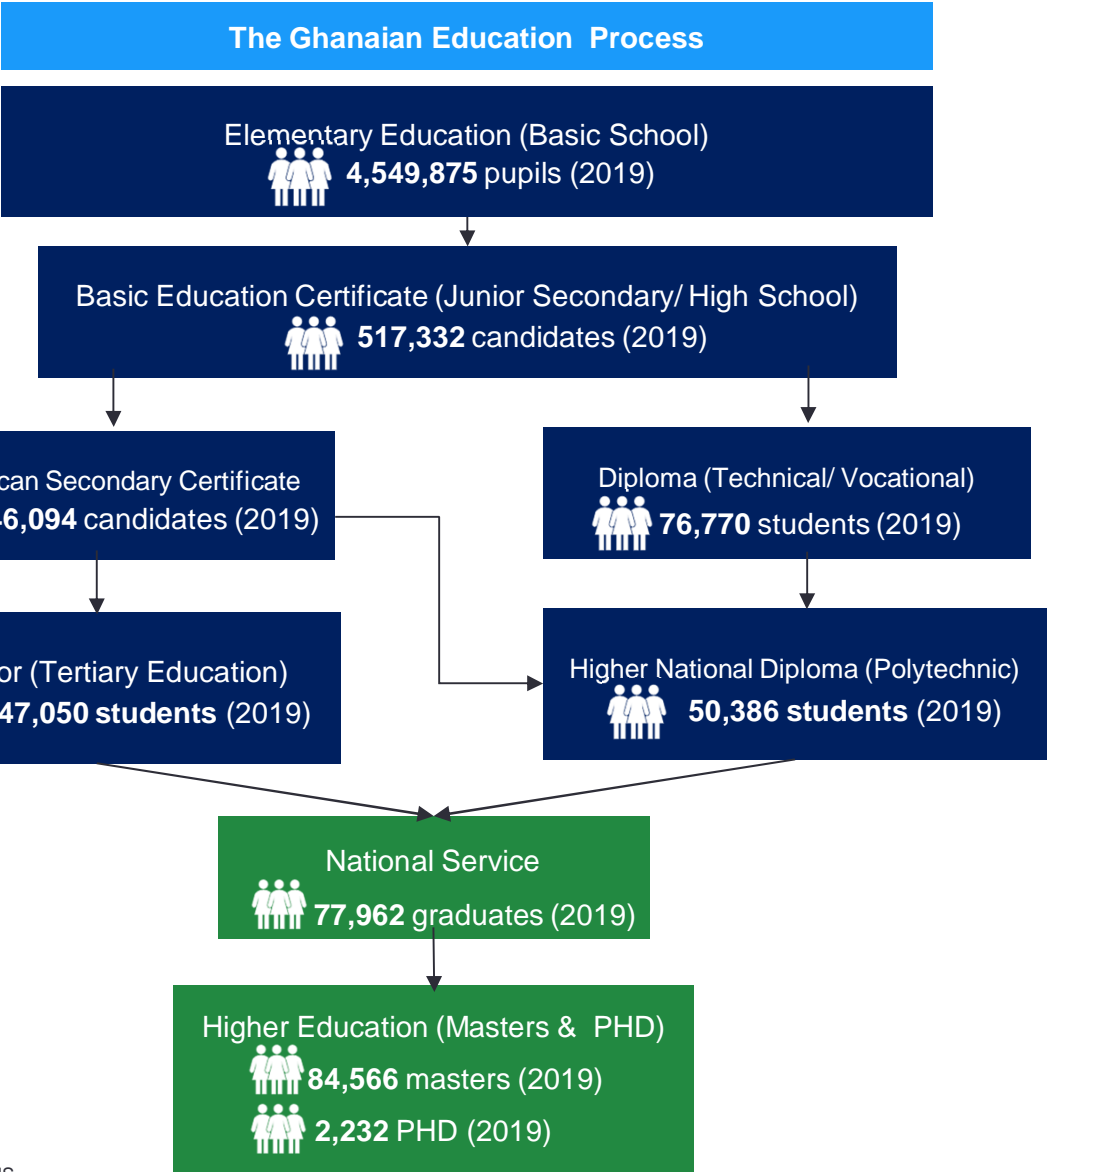 The Ghanaian Education Process
Elementary Education (Basic School)
4,549,875 pupils (2019)
Basic Education Certificate (Junior Secondary/ High School)
517,332 candidates (2019)
can Secondary Certificate
6,094 candidates (2019)
Diploma (Technical/ Vocational)
76,770 students (2019)
or (Tertiary Education)
47,050 students (2019)
Higher National Diploma (Polytechnic)
50,386 students (2019)
National Service
77,962 graduates (2019)
Higher Education (Masters & PHD)
84,566 masters (2019)
2,232 PHD (2019)